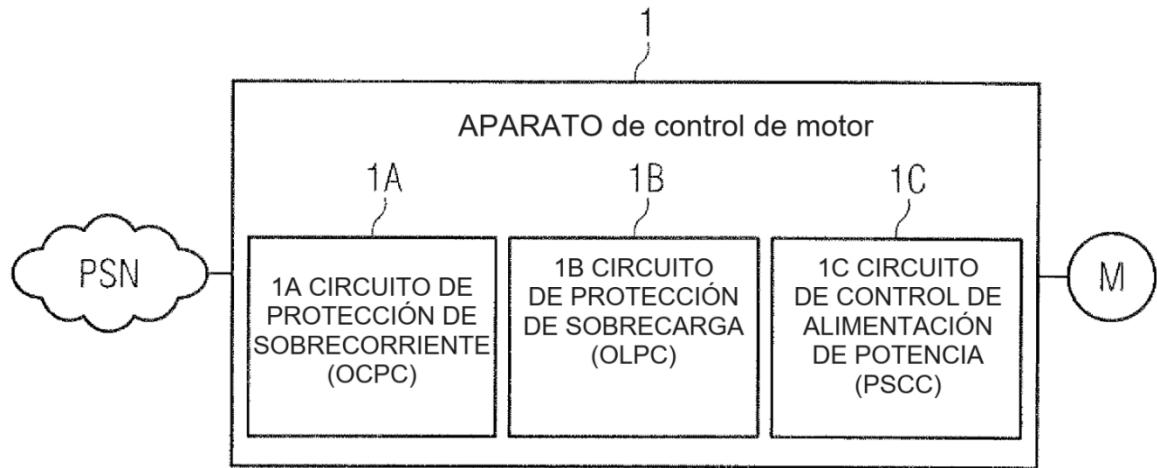 1
APARATO de control de motor
1A
1B
1C
PSN
1A CIRCUITO DE
PROTECCIÓN DE
SOBRECORRIENTE
(OCPC)
1B CIRCUITO
DE PROTECCIÓN
DE SOBRECARGA
(OLPC)
1C CIRCUITO
DE CONTROL DE
ALIMENTACIÓN
DE POTENCIA
(PSCC)
M